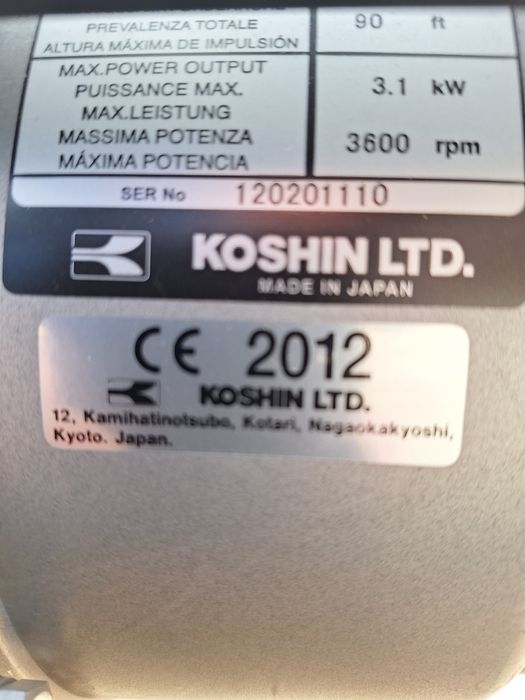 PREVALENZA TOTALE
90 ft
ALTURA MÁXIMA DE IMPULSIÓN
MAX.POWER OUTPUT
PUISSANCE MAX.
3.1 kW
MAX.LEISTUNG
MASSIMA POTENZA
3600 rpm
MÁXIMA POTENCIA
SER No 120201110
KOSHIN LTD.
MADE IN JAPAN
CE 2012
KOSHIN LTD.
12, Kamihatinotsubo, Kotari, Nagaokakyoshi,
Kyoto. Japan.